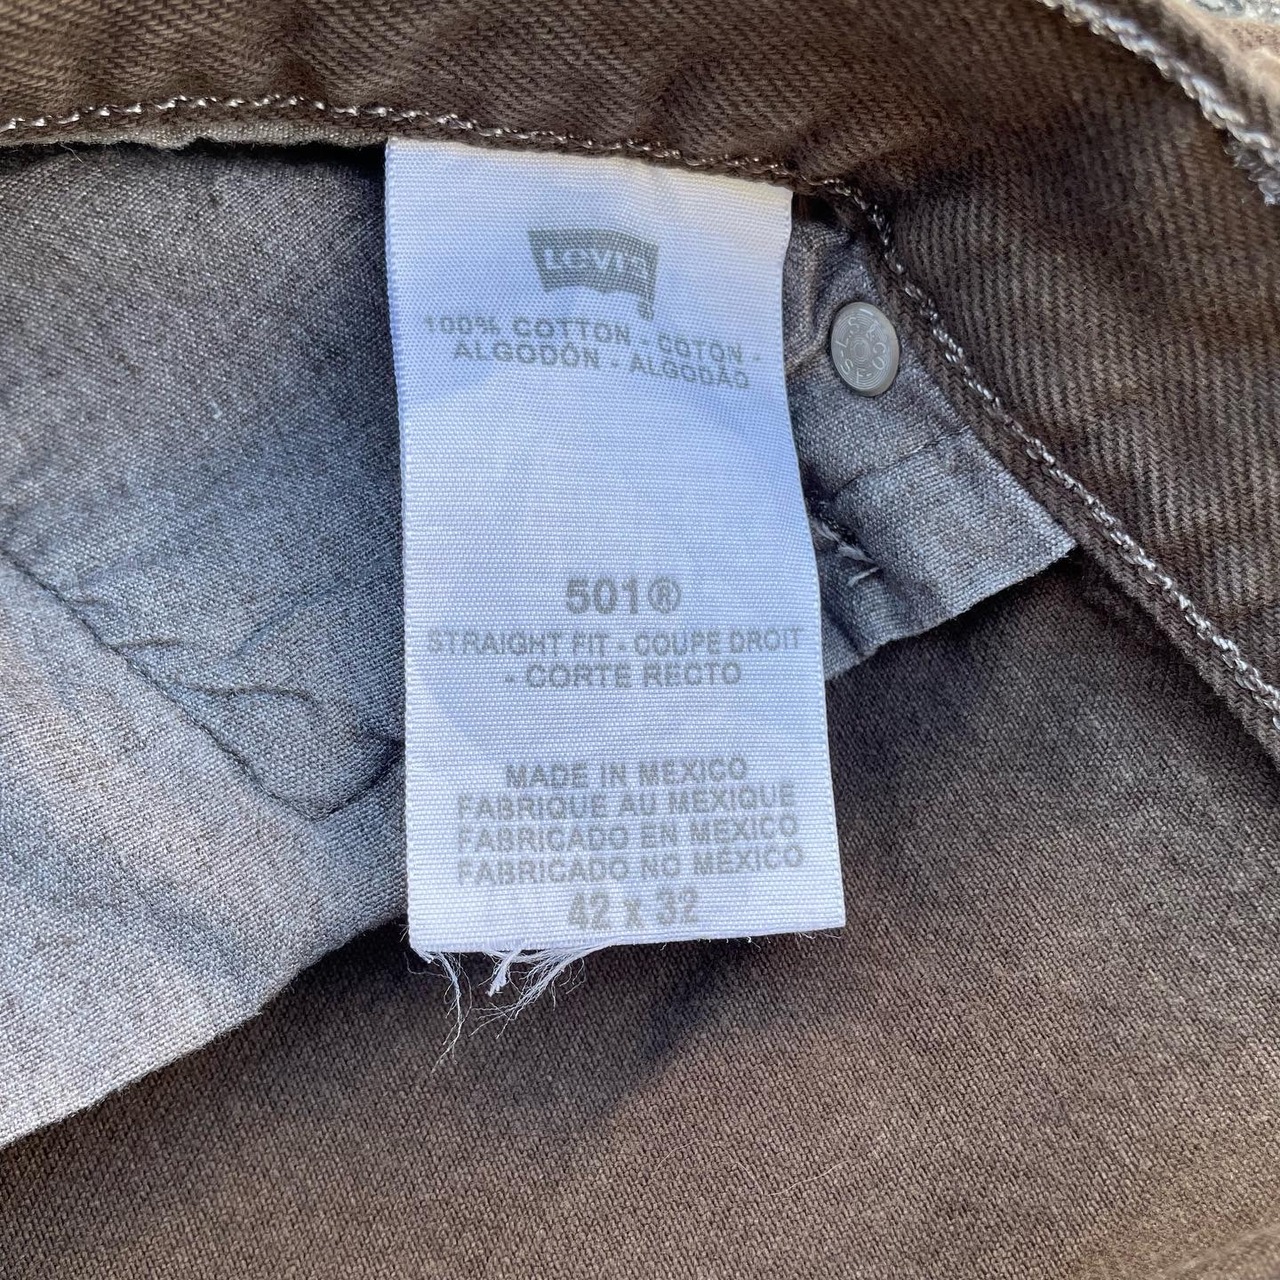 Levi's
100% COTTON - COTON -
ALGODÓN - ALGODÃO
501®
STRAIGHT FIT - COUPE DROIT
- CORTE RECTO
MADE IN MEXICO
FABRIQUE AU MEXIQUE
FABRICADO EN MEXICO
FABRICADO NO MÉXICO
42 x 32